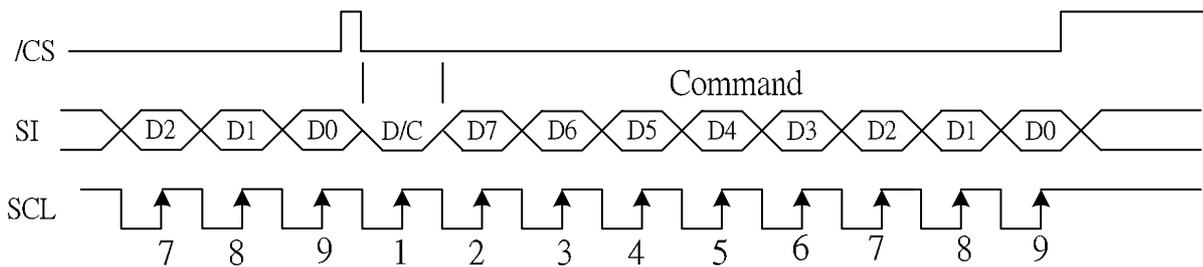 /CS
Command
SI D2 D1 D0 D/C D7 D6 D5 D4 D3 D2 D1 D0
SCL
7 8 9 1 2 3 4 5 6 7 8 9